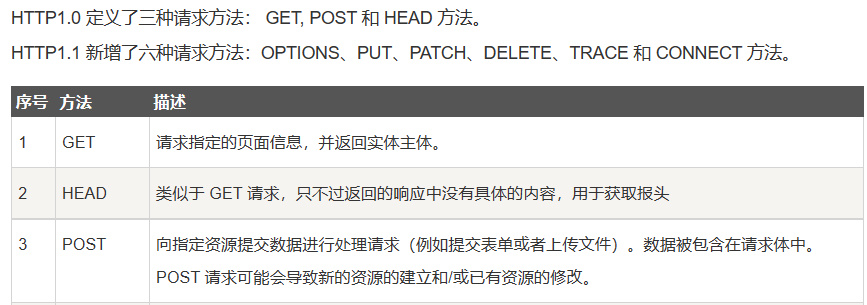 HTTP1.0 定义了三种请求方法： GET, POST 和 HEAD 方法。
HTTP1.1 新增了六种请求方法：OPTIONS、PUT、PATCH、DELETE、TRACE 和 CONNECT 方法。
序号 方法 描述
1 GET 请求指定的页面信息，并返回实体主体。
2 HEAD 类似于 GET 请求，只不过返回的响应中没有具体的内容，用于获取报头
3 POST 向指定资源提交数据进行处理请求（例如提交表单或者上传文件）。数据被包含在请求体中。
POST 请求可能会导致新的资源的建立和/或已有资源的修改。